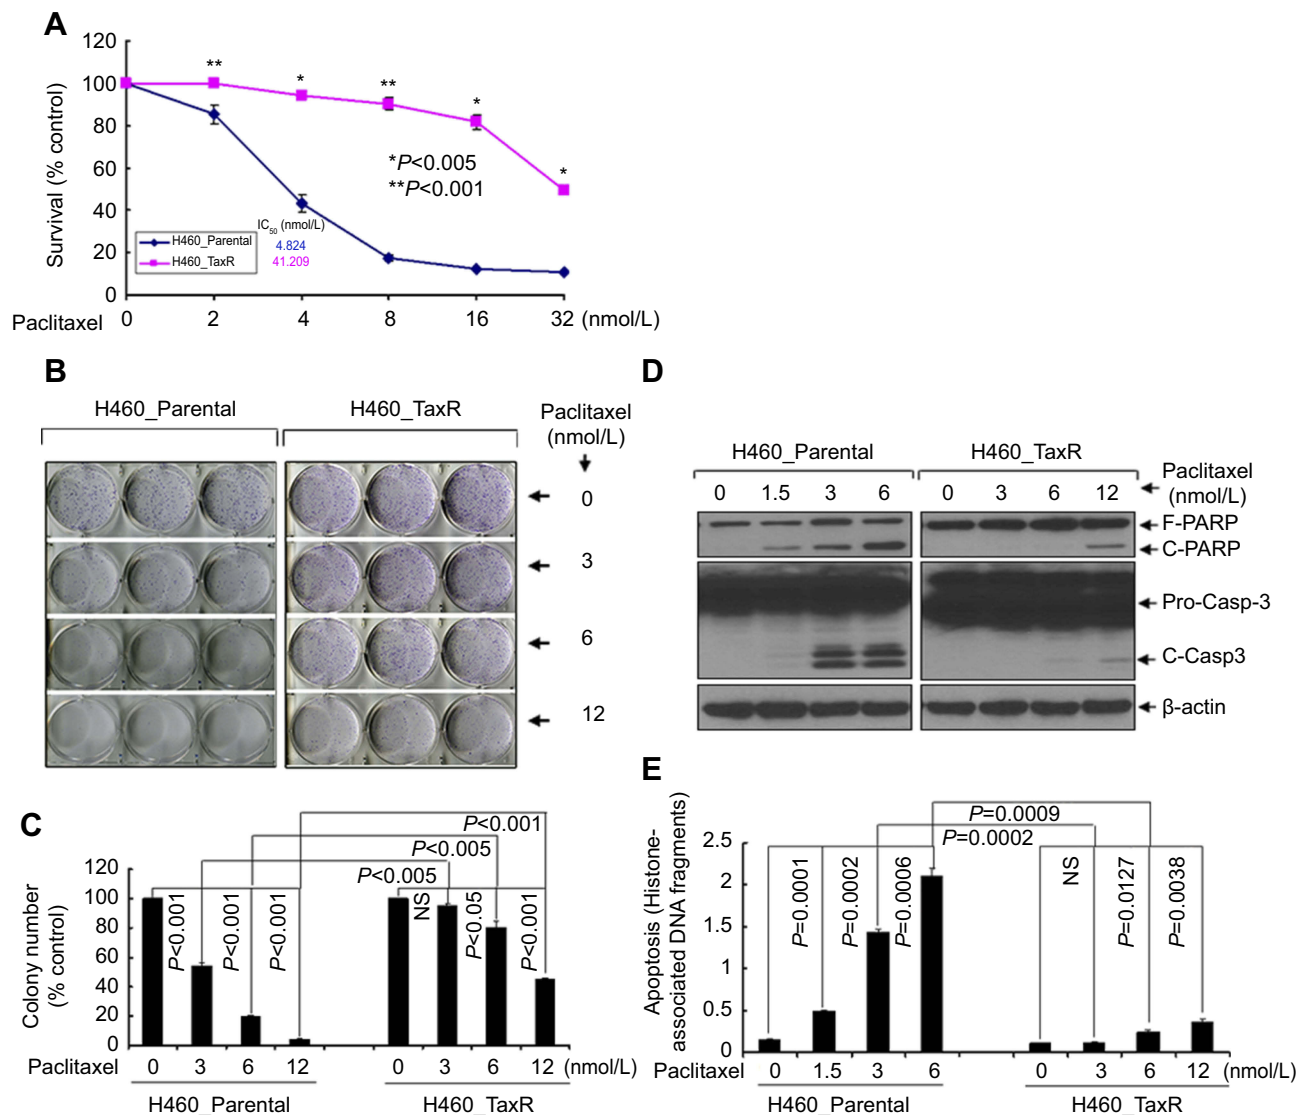 A
120
100
80
60
40
20
0
Survival (% control)
** * ** * *
*P<0.005
**P<0.001
IC50 (nmol/L)
H460_Parental 4.824
H460_TaxR 41.209
Paclitaxel 0 2 4 8 16 32 (nmol/L)
B
H460_Parental H460_TaxR Paclitaxel
(nmol/L)
0
3
6
12
C
P<0.001
P<0.005
P<0.005
120
100
80
60
40
20
0
Colony number
(% control)
P<0.001 P<0.001 P<0.001 NS P<0.05 P<0.001
Paclitaxel 0 3 6 12 0 3 6 12 (nmol/L)
H460_Parental H460_TaxR
D
H460_Parental H460_TaxR
0 1.5 3 6 0 3 6 12 Paclitaxel
(nmol/L)
F-PARP
C-PARP
Pro-Casp-3
C-Casp3
β-actin
E
P=0.0009
P=0.0002
2.5
2
1.5
1
0.5
0
Apoptosis (Histone-
associated DNA fragments)
P=0.0001 P=0.0002 P=0.0006 NS P=0.0127 P=0.0038
Paclitaxel 0 1.5 3 6 0 3 6 12 (nmol/L)
H460_Parental H460_TaxR